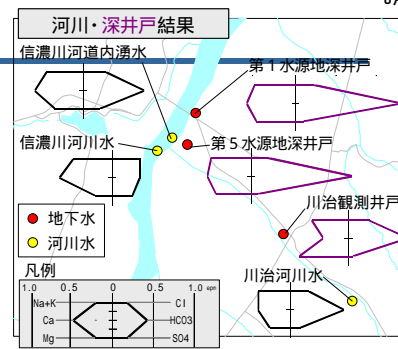 河川・深井戸結果
信濃川河道内湧水
第１水源地深井戸
信濃川河川水
第５水源地深井戸
川治観測井戸
地下水
河川水
川治河川水
凡例
1.0 0.5 0 0.5 1.0 epm
Na+K Cl
Ca HCO3
Mg SO4